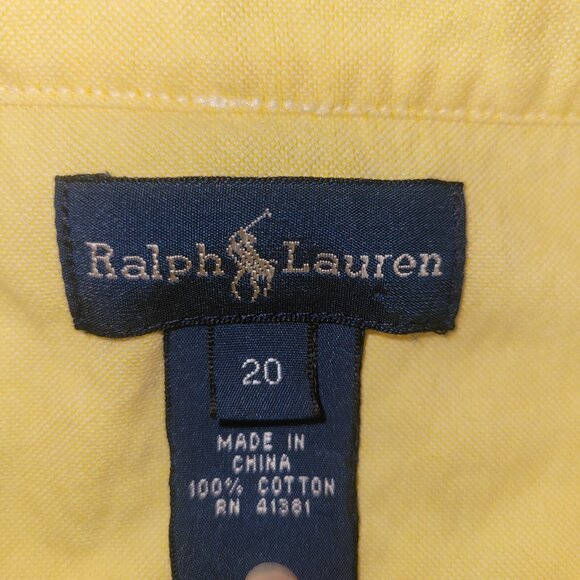 Ralph Lauren
20
MADE IN
CHINA
100% COTTON
RN 41381